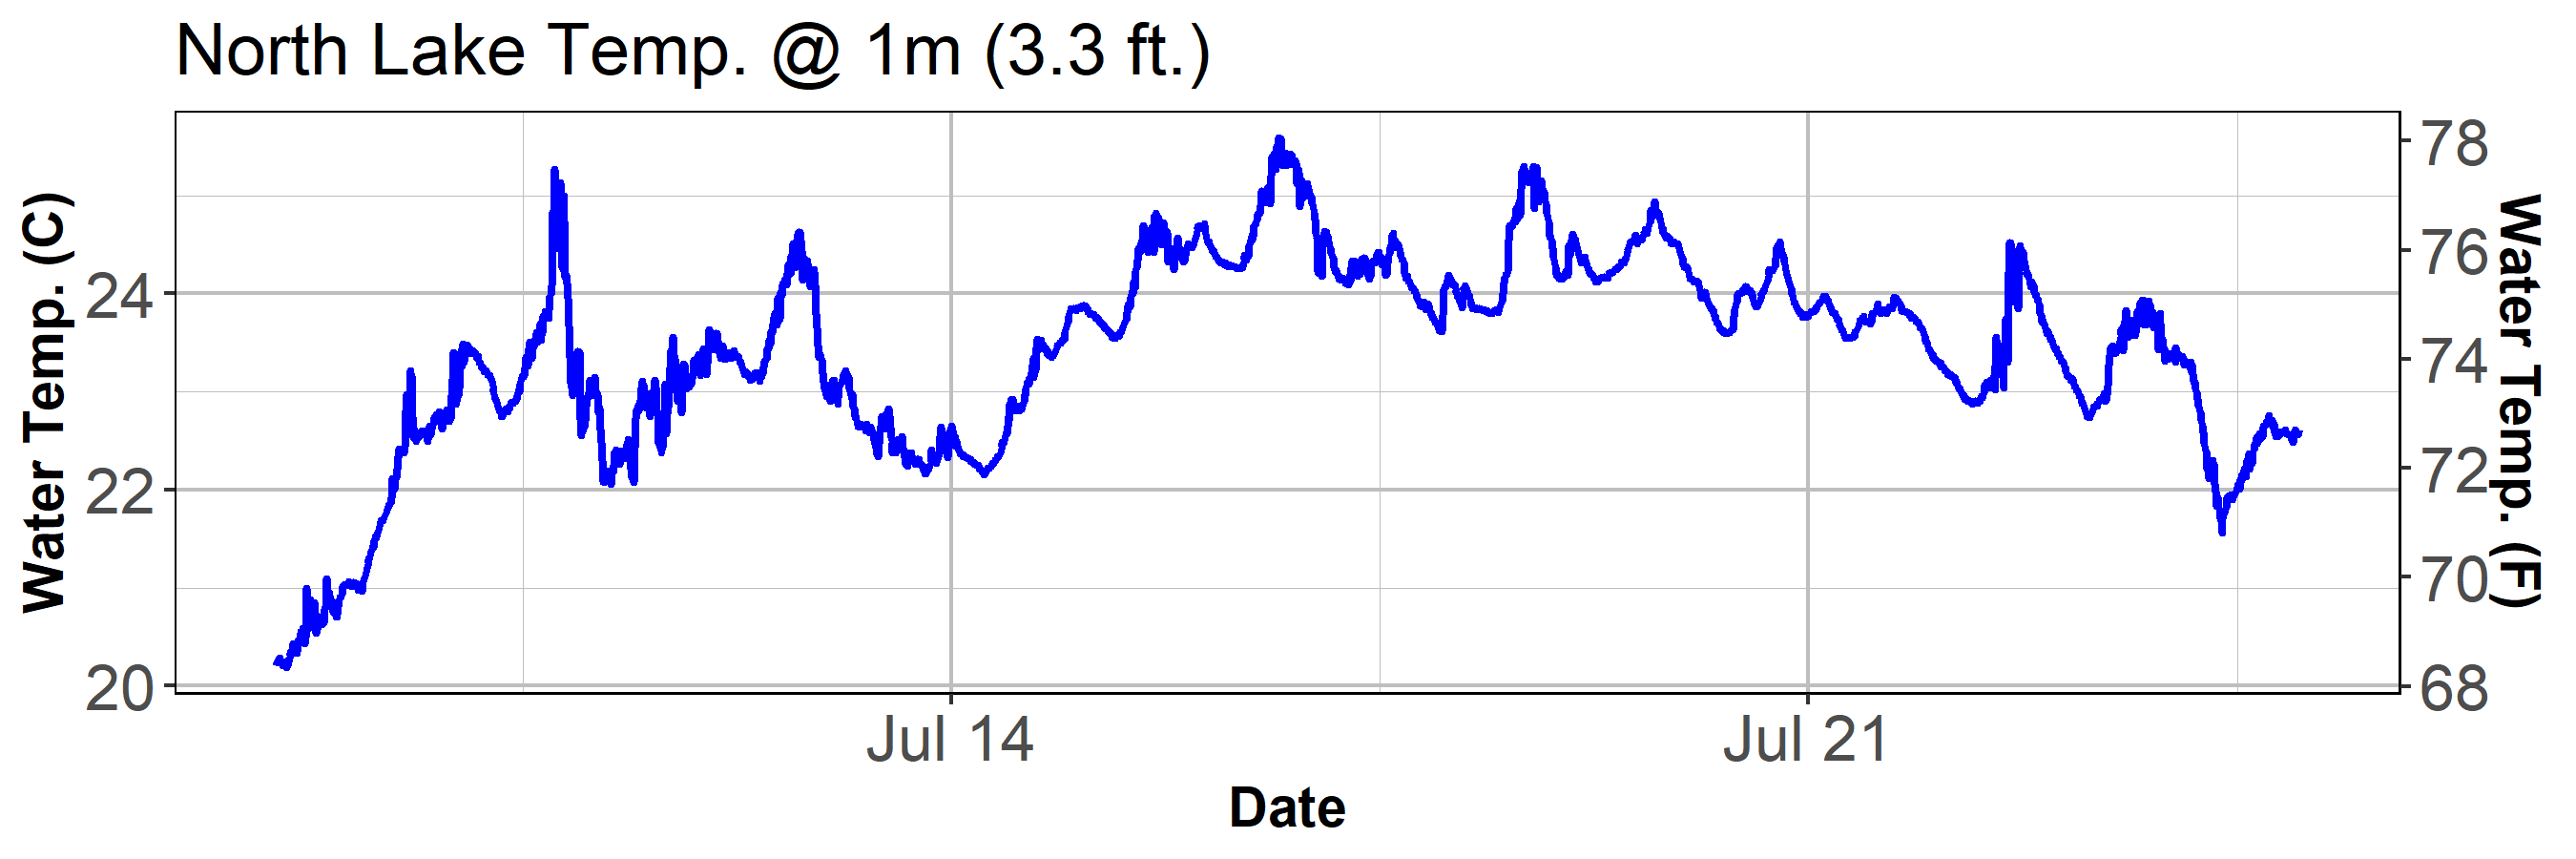 North Lake Temp. @ 1m (3.3 ft.)
Water Temp. (C)
24
22
20
78
76
74
72
70
68
Water Temp. (F)
Jul 14
Jul 21
Date